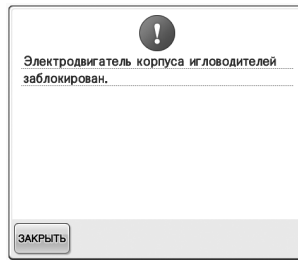 Электродвигатель корпуса игловодителей
заблокирован.
ЗАКРЫТЬ